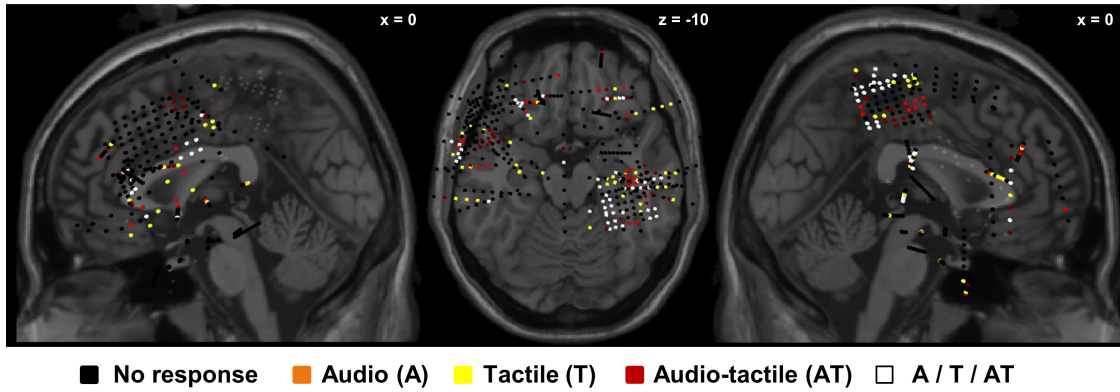 x = 0
z = -10
x = 0
No response
Audio (A)
Tactile (T)
Audio-tactile (AT)
A / T / AT